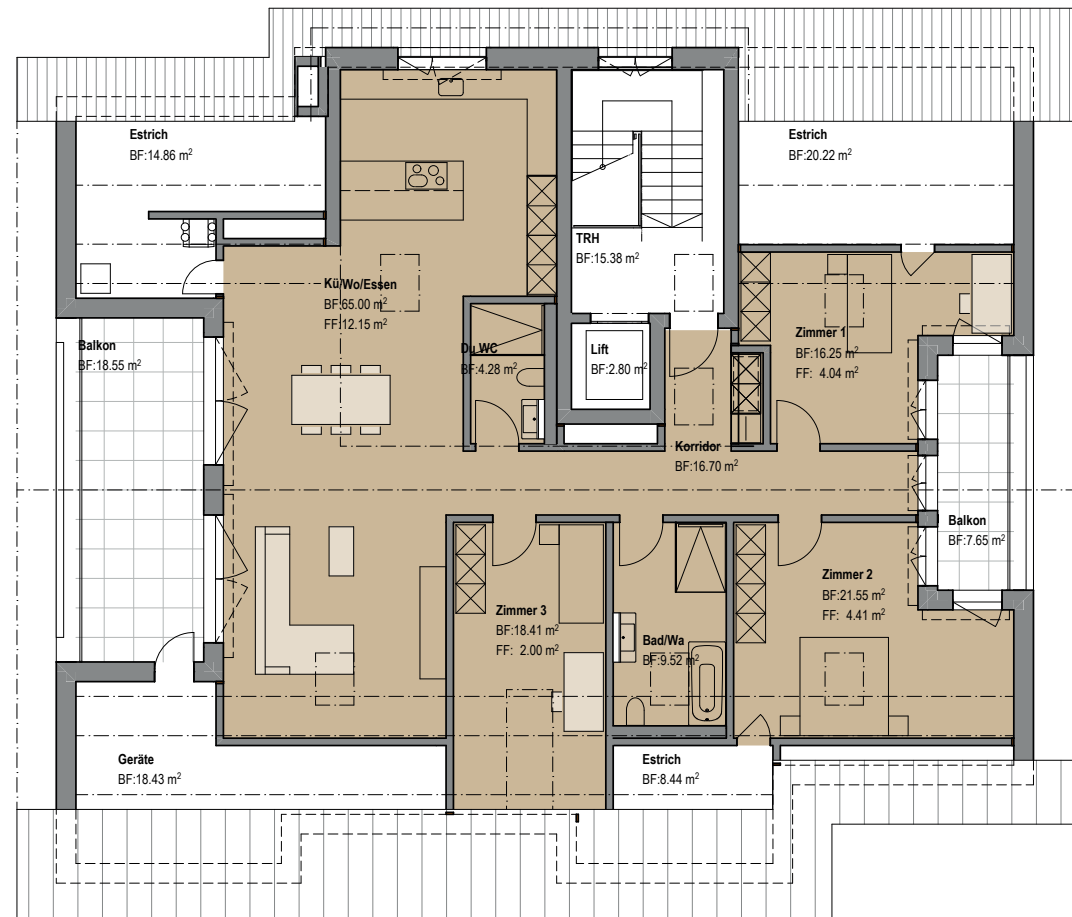 Estrich
BF:14.86 m²
Estrich
BF:20.22 m²
TRH
BF:15.38 m²
Kü/Wo/Essen
BF:65.00 m²
FF:12.15 m²
Balkon
BF:18.55 m²
Du WC
BF:4.28 m²
Lift
BF:2.80 m²
Zimmer 1
BF:16.25 m²
FF: 4.04 m²
Korridor
BF:16.70 m²
Balkon
BF:7.65 m²
Zimmer 2
BF:21.55 m²
FF: 4.41 m²
Zimmer 3
BF:18.41 m²
FF: 2.00 m²
Bad/Wa
BF:9.52 m²
Geräte
BF:18.43 m²
Estrich
BF:8.44 m²